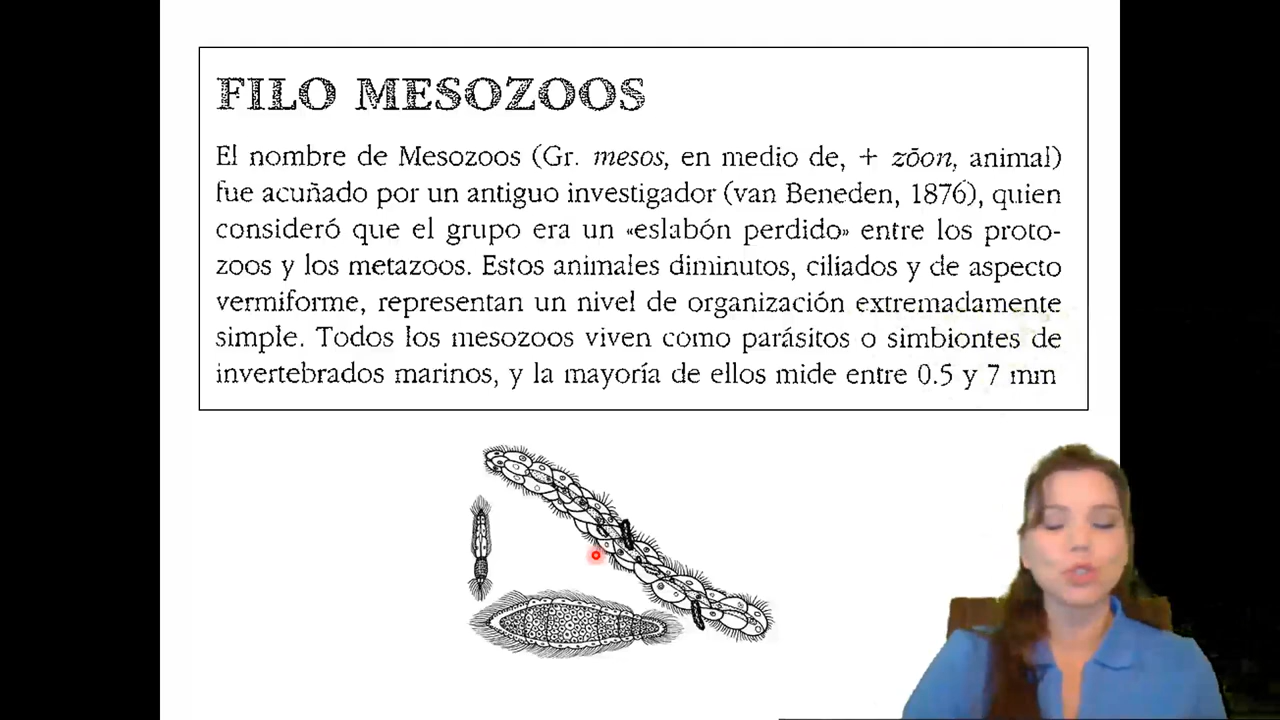 FILO MESOZOOS
El nombre de Mesozoos (Gr. mesos, en medio de, + zōon, animal)
fue acuñado por un antiguo investigador (van Beneden, 1876), quien
consideró que el grupo era un «eslabón perdido» entre los proto-
zoos y los metazoos. Estos animales diminutos, ciliados y de aspecto
vermiforme, representan un nivel de organización extremadamente
simple. Todos los mesozoos viven como parásitos o simbiontes de
invertebrados marinos, y la mayoría de ellos mide entre 0.5 y 7 mm